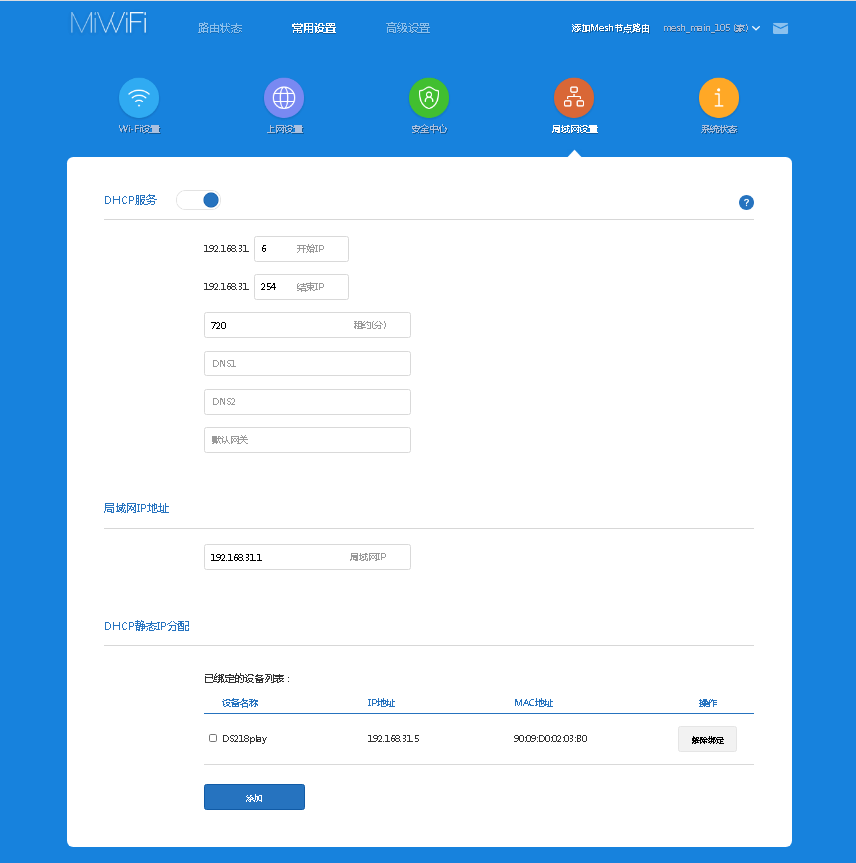 MiWiFi 路由状态 常用设置 高级设置 添加Mesh节点路由 mesh_main_105 (家)
Wi-Fi设置 上网设置 安全中心 局域网设置 系统状态
DHCP服务 ?
192.168.31. 6 开始IP
192.168.31. 254 结束IP
720 租约(分)
DNS1
DNS2
默认网关
局域网IP地址
192.168.31.1 局域网IP
DHCP静态IP分配
已绑定的设备列表：
设备名称 IP地址 MAC地址 操作
DS218play 192.168.31.5 90:09:D0:02:03:B0 解除绑定
添加